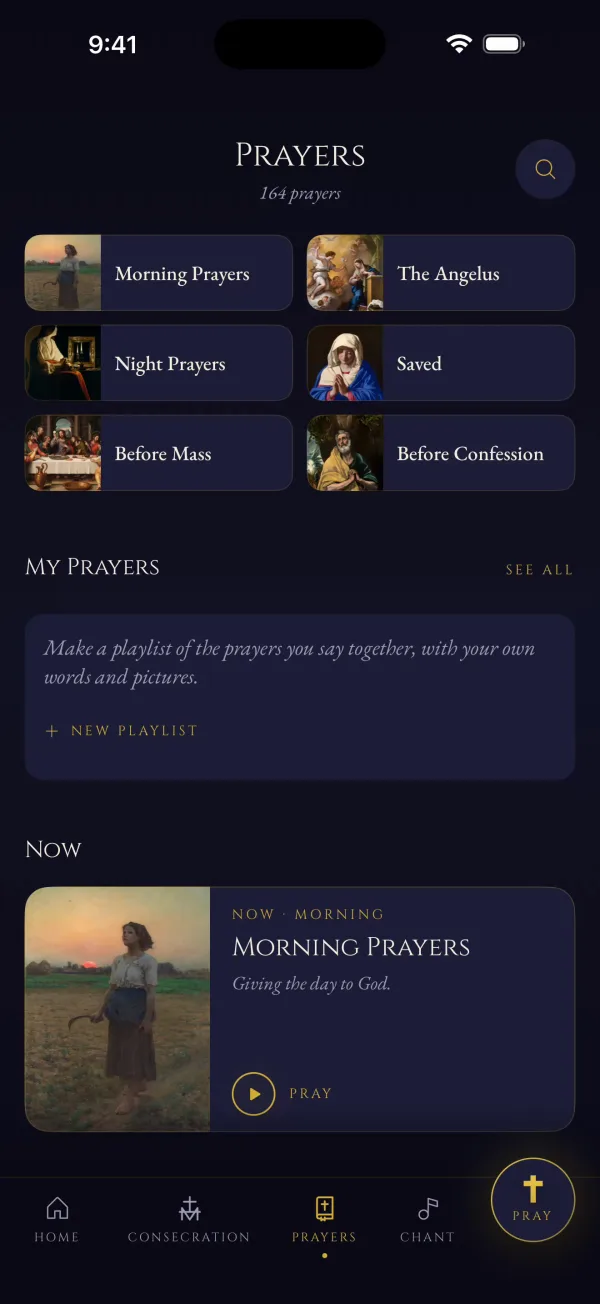 9:41
Prayers
164 prayers
Morning Prayers
The Angelus
Night Prayers
Saved
Before Mass
Before Confession
My Prayers
SEE ALL
Make a playlist of the prayers you say together, with your own
words and pictures.
+ NEW PLAYLIST
Now
NOW · MORNING
Morning Prayers
Giving the day to God.
PRAY
HOME
CONSECRATION
PRAYERS
CHANT
PRAY